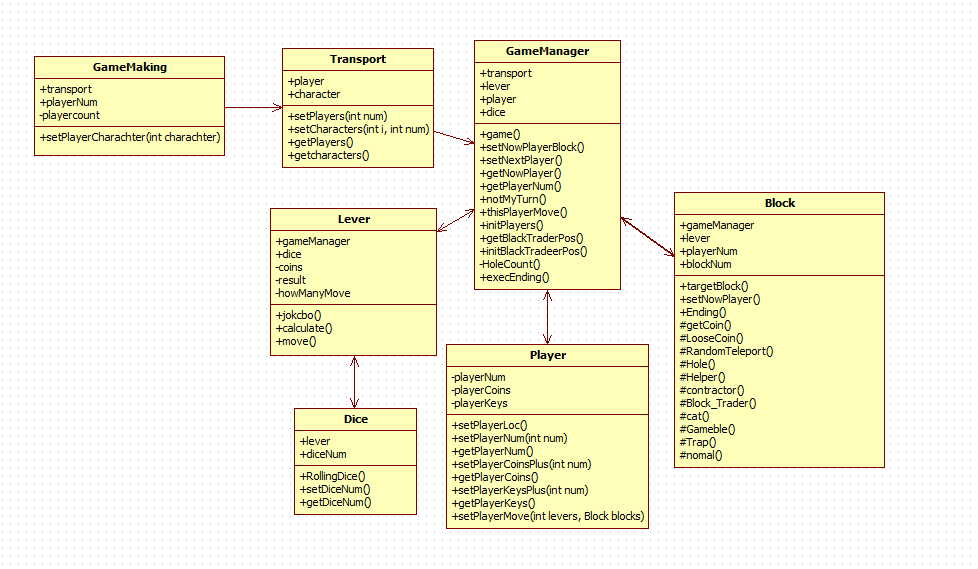 GameMaking
+transport
+playerNum
-playercount
+setPlayerCharachter(int charachter)
Transport
+player
+character
+setPlayers(int num)
+setCharacters(int i, int num)
+getPlayers()
+getcharacters()
GameManager
+transport
+lever
+player
+dice
+game()
+setNowPlayerBlock()
+setNextPlayer()
+getNowPlayer()
+getPlayerNum()
+notMyTurn()
+thisPlayerMove()
+initPlayers()
+getBlackTraderPos()
+initBlackTradeerPos()
-HoleCount()
+execEnding()
Block
+gameManager
+lever
+playerNum
+blockNum
+targetBlock()
+setNowPlayer()
+Ending()
#getCoin()
#LooseCoin()
#RandomTeleport()
#Hole()
#Helper()
#contractor()
#Block_Trader()
#cat()
#Gameble()
#Trap()
#nomal()
Lever
+gameManager
+dice
-coins
-result
-howManyMove
+jokcbo()
+calculate()
+move()
Player
-playerNum
-playerCoins
-playerKeys
+setPlayerLoc()
+setPlayerNum(int num)
+getPlayerNum()
+setPlayerCoinsPlus(int num)
+getPlayerCoins()
+setPlayerKeysPlus(int num)
+getPlayerKeys()
+setPlayerMove(int levers, Block blocks)
Dice
+lever
+diceNum
+RollingDice()
+setDiceNum()
+getDiceNum()